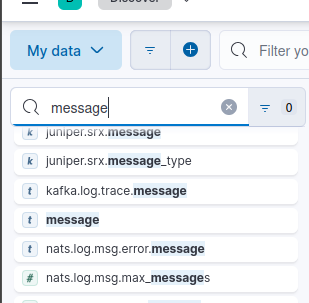 D Discover
My data
Filter yo
message 0
k juniper.srx.message
k juniper.srx.message_type
t kafka.log.trace.message
t message
t nats.log.msg.error.message
# nats.log.msg.max_messages